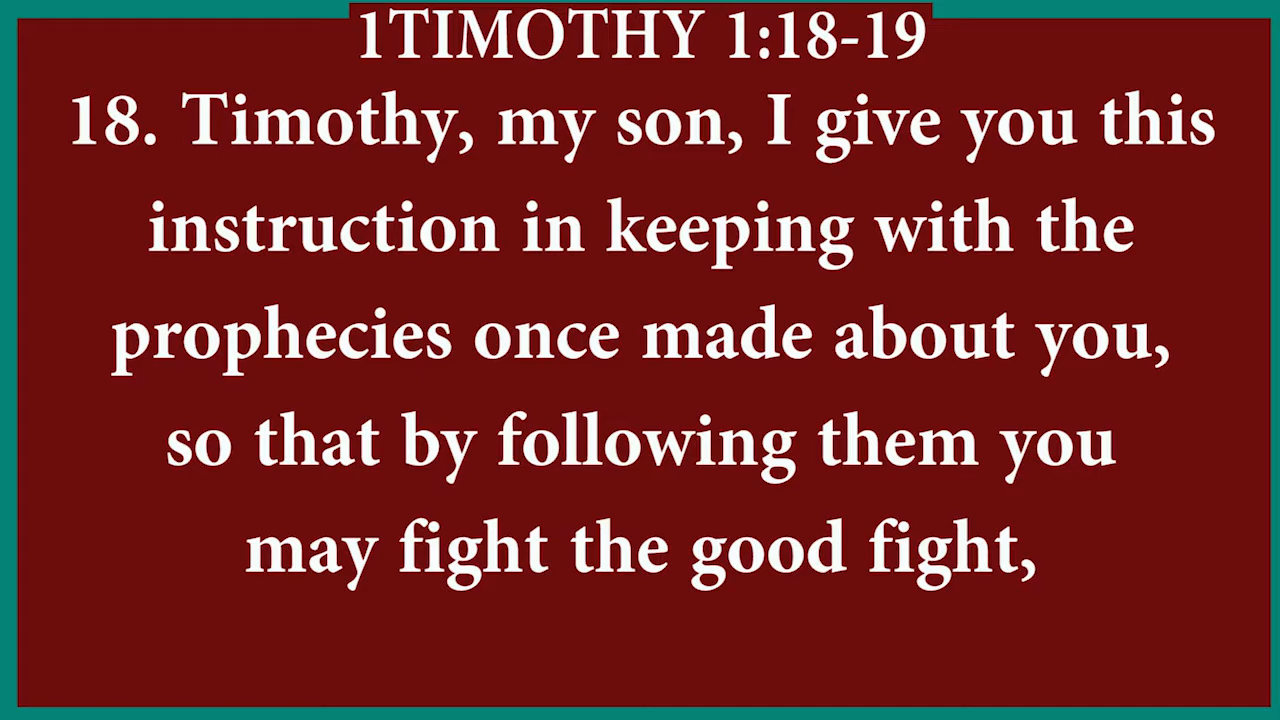 1TIMOTHY 1:18-19
18. Timothy, my son, I give you this
instruction in keeping with the
prophecies once made about you,
so that by following them you
may fight the good fight,